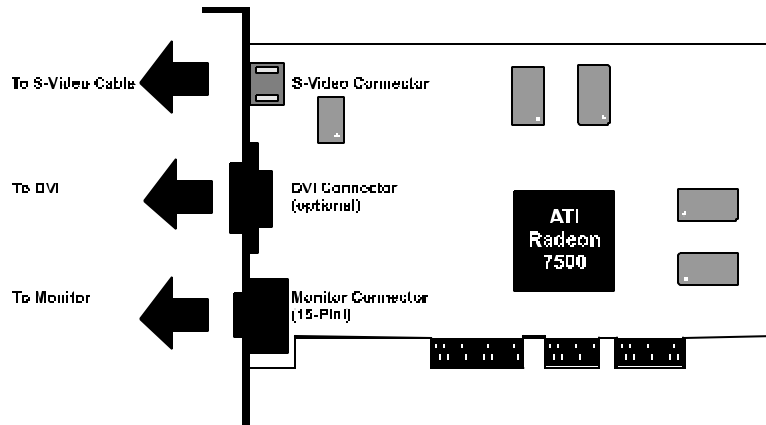 To S-Video Cable
S-Video Connector
To DVI
DVI Connector
(optional)
ATI
Radeon
7500
To Monitor
Monitor Connector
(15-Pin)